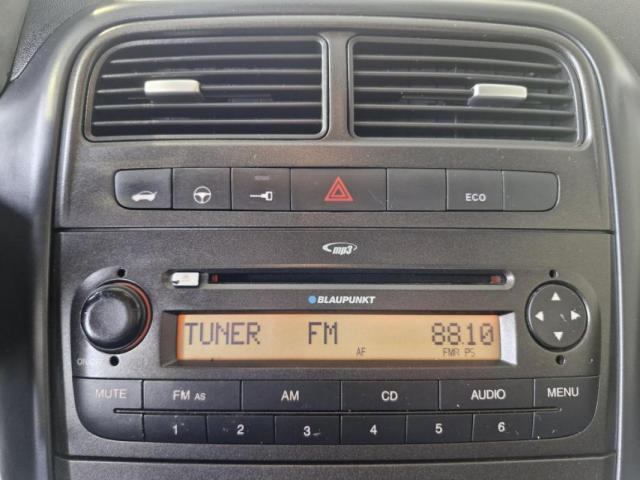 ECO
mp3
BLAUPUNKT
TUNER FM 88.10
AF FMR PS
MUTE FM AS AM CD AUDIO MENU
1 2 3 4 5 6